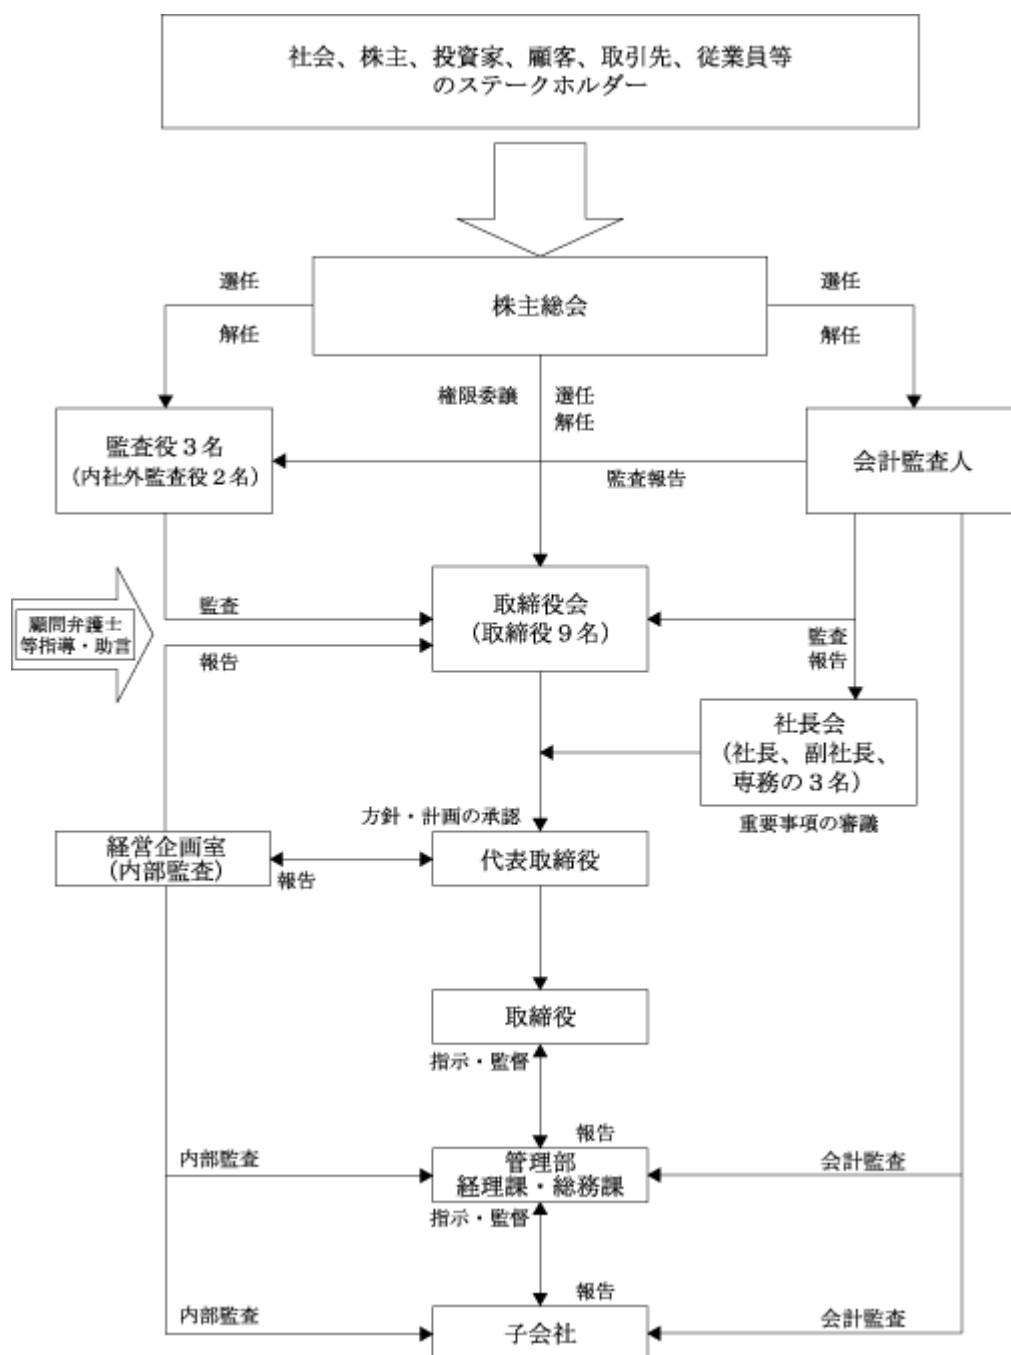 社会、株主、投資家、顧客、取引先、従業員等
のステークホルダー
選任
解任
株主総会
選任
解任
権限委譲
選任
解任
監査役3名
(内社外監査役2名)
会計監査人
監査報告
顧問弁護士
等指導・助言
監査
報告
取締役会
(取締役9名)
監査
報告
社長会
(社長、副社長、
専務の3名)
重要事項の審議
方針・計画の承認
経営企画室
(内部監査)
報告
代表取締役
取締役
指示・監督
報告
内部監査
管理部
経理課・総務課
会計監査
指示・監督
報告
内部監査
子会社
会計監査